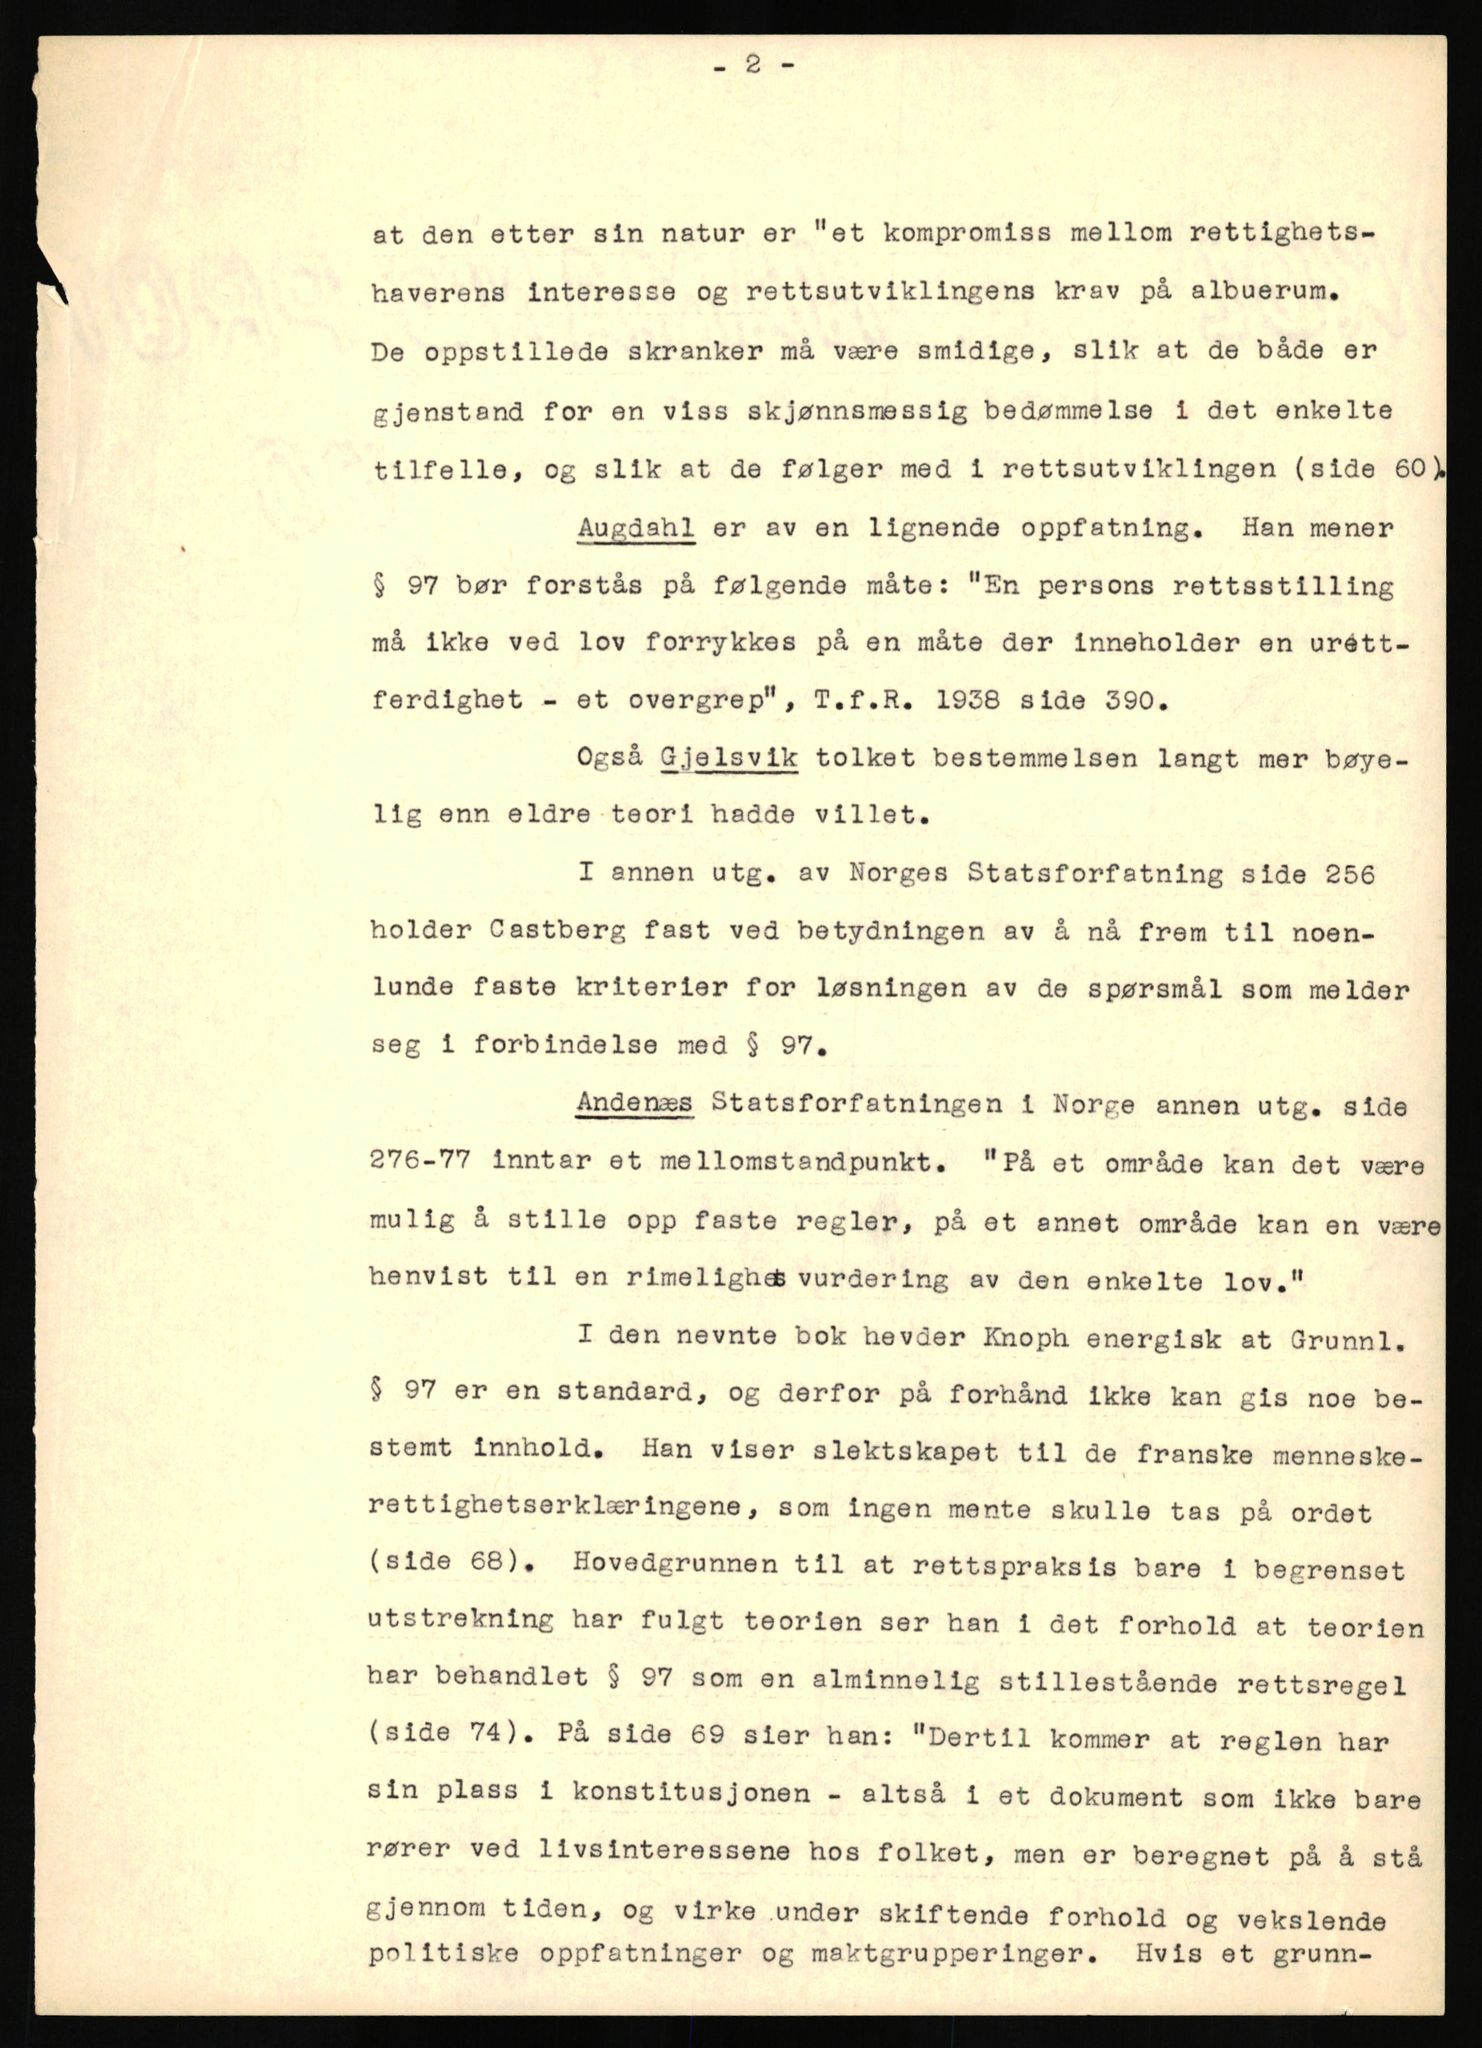 - 2 -
at den etter sin natur er "et kompromiss mellom rettighets-
haverens interesse og rettsutviklingens krav på albuerum.
De oppstillede skranker må være smidige, slik at de både er
gjenstand for en viss skjønnsmessig bedømmelse i det enkelte
tilfelle, og slik at de følger med i rettsutviklingen (side 60).
Augdahl er av en lignende oppfatning. Han mener
§ 97 bør forstås på følgende måte: "En persons rettsstilling
må ikke ved lov forrykkes på en måte der inneholder en urett-
ferdighet - et overgrep", T.f.R. 1938 side 390.
Også Gjelsvik tolket bestemmelsen langt mer bøye-
lig enn eldre teori hadde villet.
I annen utg. av Norges Statsforfatning side 256
holder Castberg fast ved betydningen av å nå frem til noen-
lunde faste kriterier for løsningen av de spørsmål som melder
seg i forbindelse med § 97.
Andenæs Statsforfatningen i Norge annen utg. side
276-77 inntar et mellomstandpunkt. "På et område kan det være
mulig å stille opp faste regler, på et annet område kan en være
henvist til en rimelighets vurdering av den enkelte lov."
I den nevnte bok hevder Knoph energisk at Grunnl.
§ 97 er en standard, og derfor på forhånd ikke kan gis noe be-
stemt innhold. Han viser slektskapet til de franske menneske-
rettighetserklæringene, som ingen mente skulle tas på ordet
(side 68). Hovedgrunnen til at rettspraksis bare i begrenset
utstrekning har fulgt teorien ser han i det forhold at teorien
har behandlet § 97 som en alminnelig stillestående rettsregel
(side 74). På side 69 sier han: "Dertil kommer at reglen har
sin plass i konstitusjonen - altså i et dokument som ikke bare
rører ved livsinteressene hos folket, men er beregnet på å stå
gjennom tiden, og virke under skiftende forhold og vekslende
politiske oppfatninger og maktgrupperinger. Hvis et grunn-